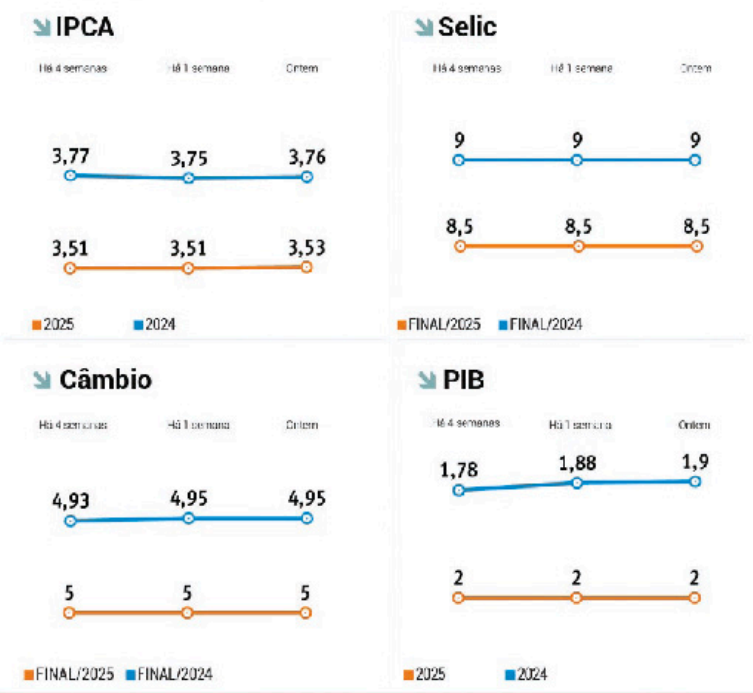 IPCA
Há 4 semanas Há 1 semana Ontem
3,77 3,75 3,76
3,51 3,51 3,53
2025 2024
Selic
Há 4 semanas Há 1 semana Ontem
9 9 9
8,5 8,5 8,5
FINAL/2025 FINAL/2024
Câmbio
Há 4 semanas Há 1 semana Ontem
4,93 4,95 4,95
5 5 5
FINAL/2025 FINAL/2024
PIB
Há 4 semanas Há 1 semana Ontem
1,78 1,88 1,9
2 2 2
2025 2024